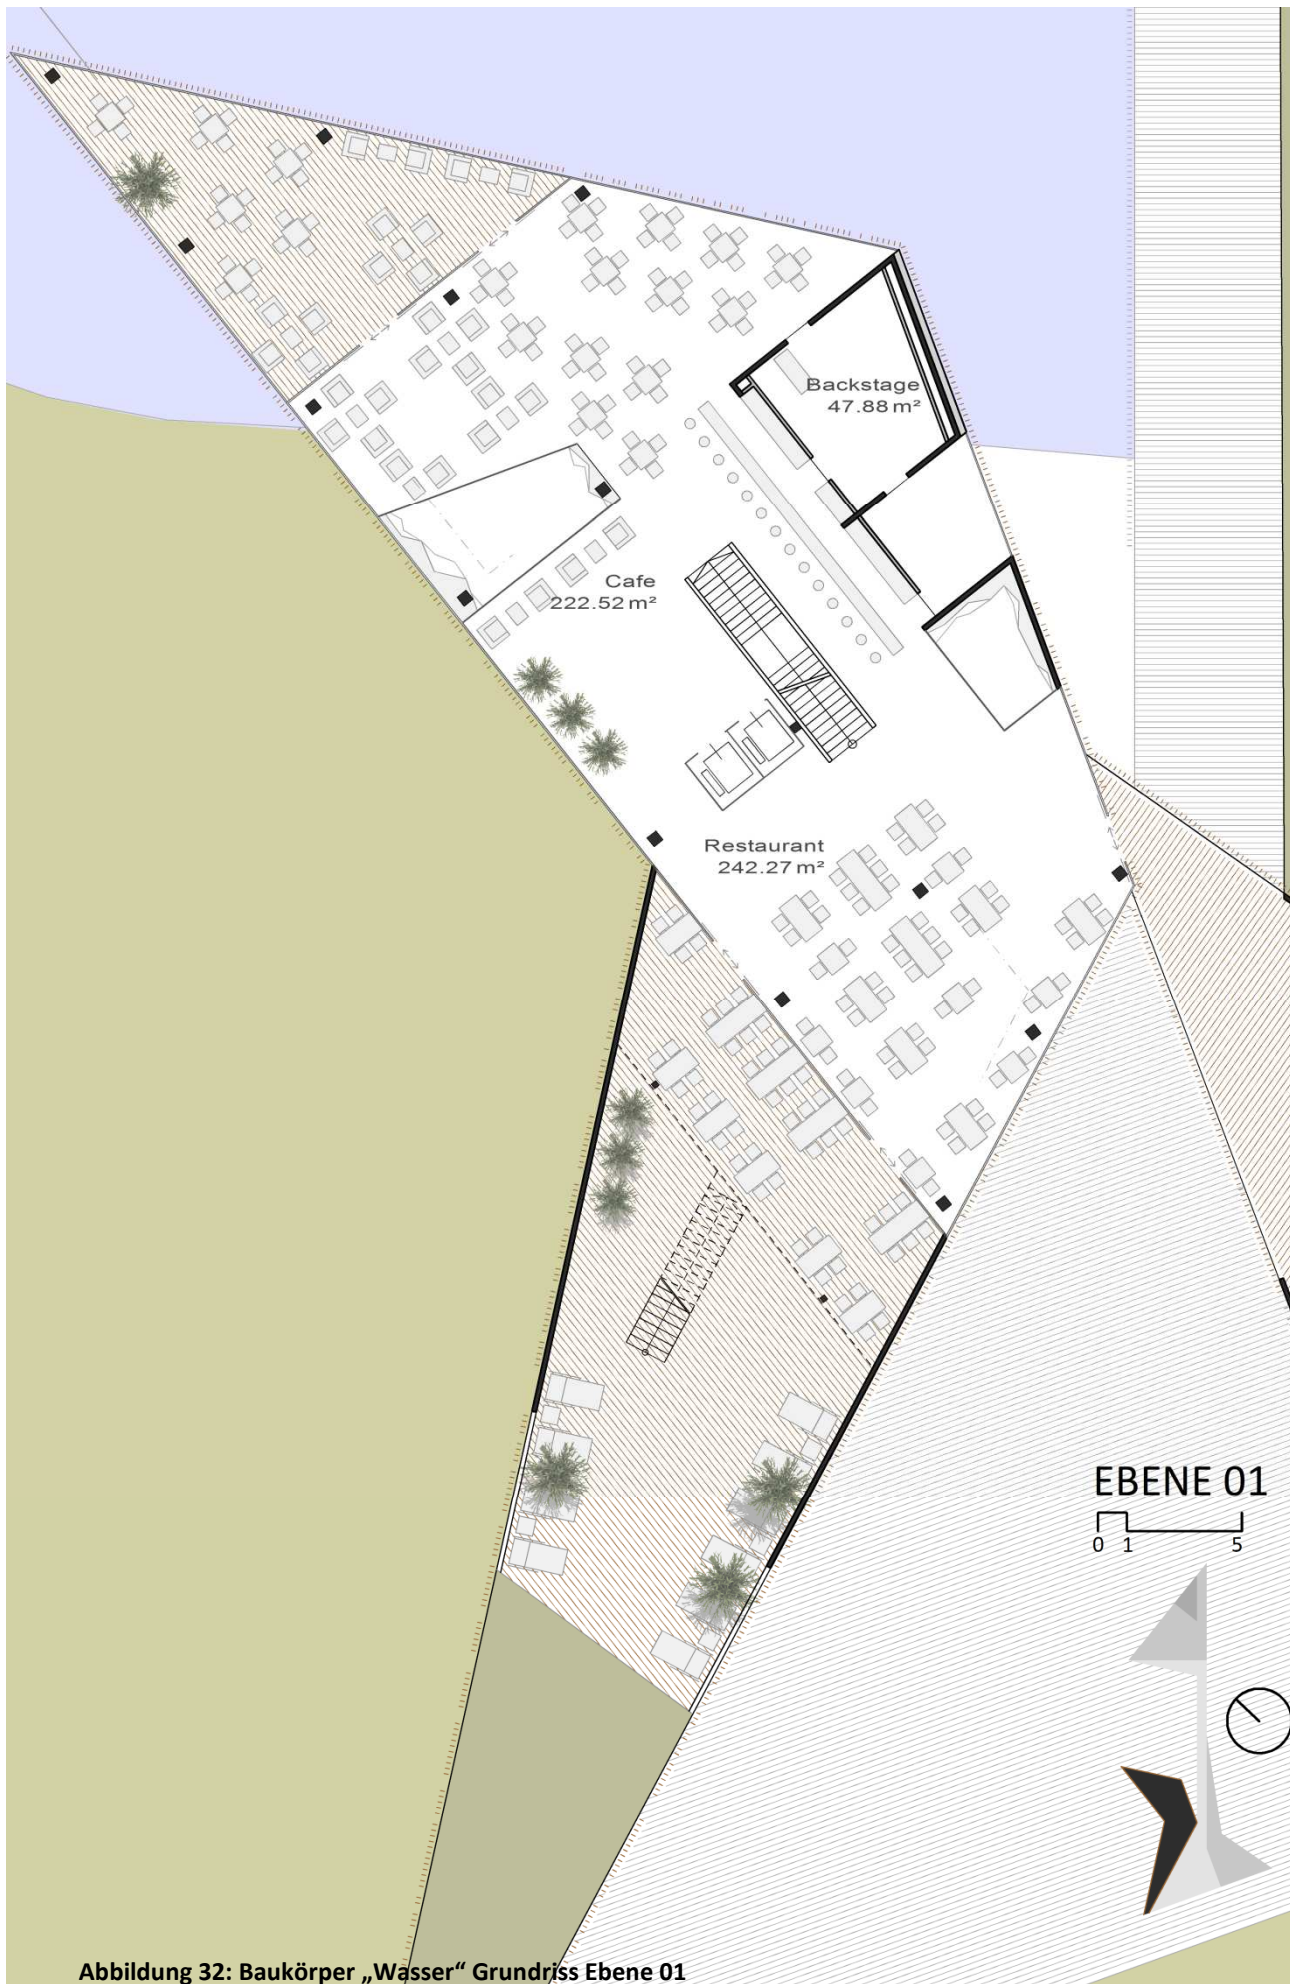 Backstage
47.88 m²
Cafe
222.52 m²
Restaurant
242.27 m²
EBENE 01
0 1 5
Abbildung 32: Baukörper „Wasser“ Grundriss Ebene 01